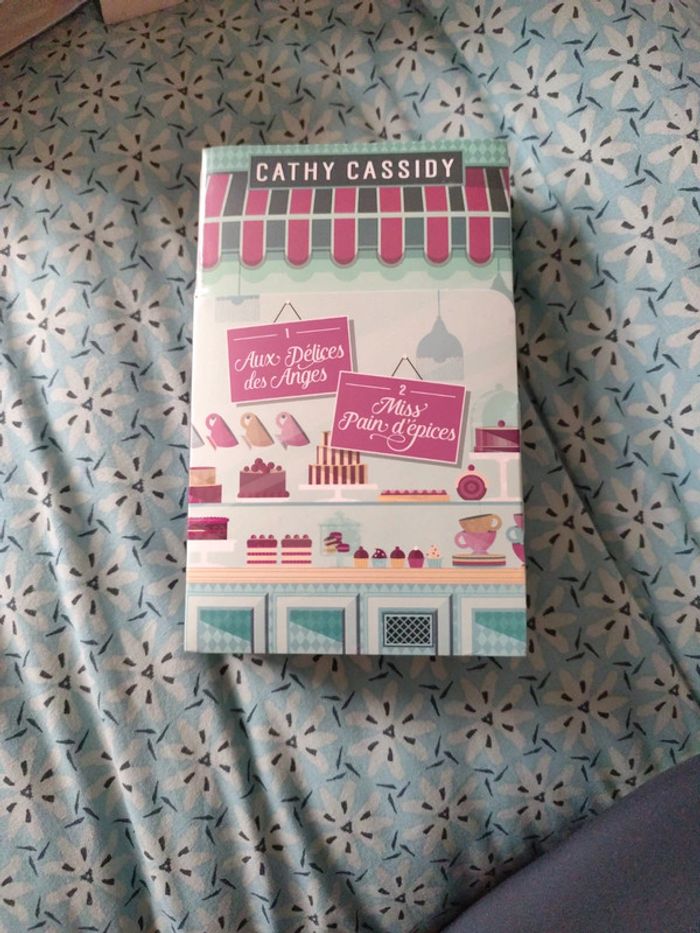 CATHY CASSIDY
1
Aux Délices
des Anges
2
Miss
Pain d'épices